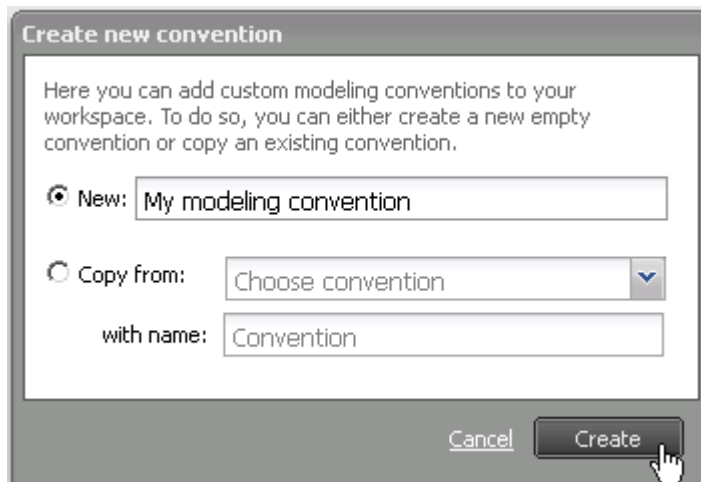 Create new convention
Here you can add custom modeling conventions to your
workspace. To do so, you can either create a new empty
convention or copy an existing convention.
New: My modeling convention
Copy from: Choose convention
with name: Convention
Cancel Create